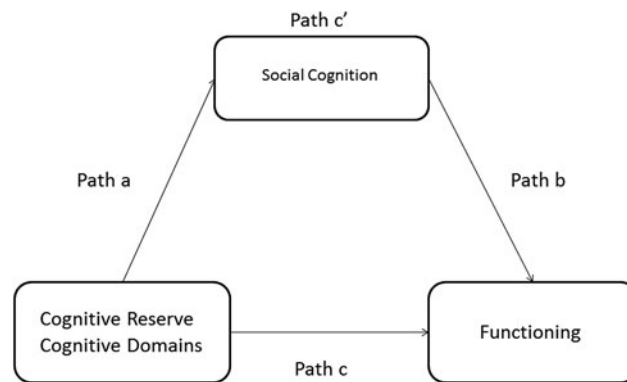 Path c’
Social Cognition
Path a
Path b
Cognitive Reserve
Cognitive Domains
Functioning
Path c